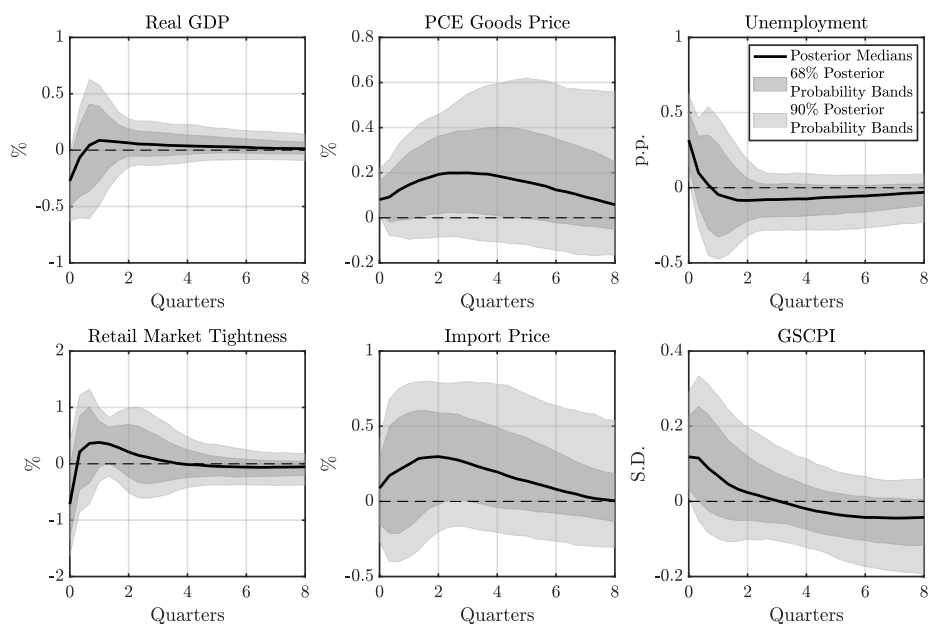 Real GDP
1
0.5
0
-0.5
-1
%
0 2 4 6 8
Quarters
PCE Goods Price
0.8
0.6
0.4
0.2
0
-0.2
%
0 2 4 6 8
Quarters
Unemployment
1
0.5
0
-0.5
p.p.
Posterior Medians
68% Posterior
Probability Bands
90% Posterior
Probability Bands
0 2 4 6 8
Quarters
Retail Market Tightness
2
1
0
-1
-2
%
0 2 4 6 8
Quarters
Import Price
1
0.5
0
-0.5
%
0 2 4 6 8
Quarters
GSCPI
0.4
0.2
0
-0.2
S.D.
0 2 4 6 8
Quarters